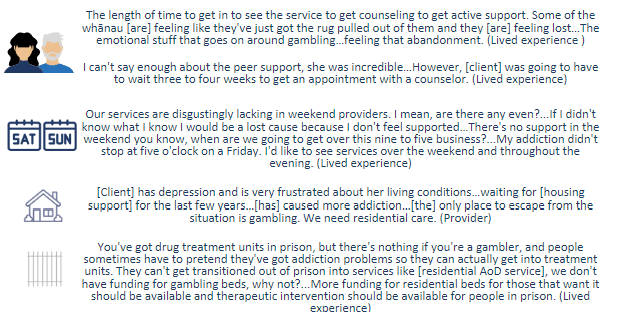 The length of time to get in to see the service to get counseling to get active support. Some of the
whānau [are] feeling like they've just got the rug pulled out of them and they [are] feeling lost...The
emotional stuff that goes on around gambling...feeling that abandonment. (Lived experience )
I can't say enough about the peer support, she was incredible...However, [client] was going to have
to wait three to four weeks to get an appointment with a counselor. (Lived experience)
Our services are disgustingly lacking in weekend providers. I mean, are there any even?...If I didn't
know what I know I would be a lost cause because I don't feel supported...There's no support in the
weekend you know, when are we going to get over this nine to five business?...My addiction didn't
stop at five o'clock on a Friday. I'd like to see services over the weekend and throughout the
evening. (Lived experience)
SAT SUN
[Client] has depression and is very frustrated about her living conditions...waiting for [housing
support] for the last few years...[has] caused more addiction...[the] only place to escape from the
situation is gambling. We need residential care. (Provider)
You've got drug treatment units in prison, but there's nothing if you're a gambler, and people
sometimes have to pretend they've got addiction problems so they can actually get into treatment
units. They can't get transitioned out of prison into services like [residential AoD service], we don't
have funding for gambling beds, why not?...More funding for residential beds for those that want it
should be available and therapeutic intervention should be available for people in prison. (Lived
experience)